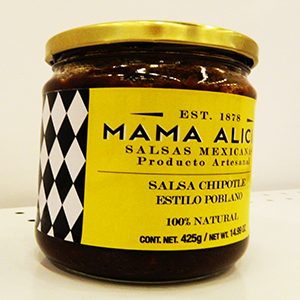 EST. 1878
MAMA ALIC
SALSAS MEXICANA
Producto Artesanal
SALSA CHIPOTLE
ESTILO POBLANO
100% NATURAL
CONT. NET. 425g / NET WT. 14.98 OZ.